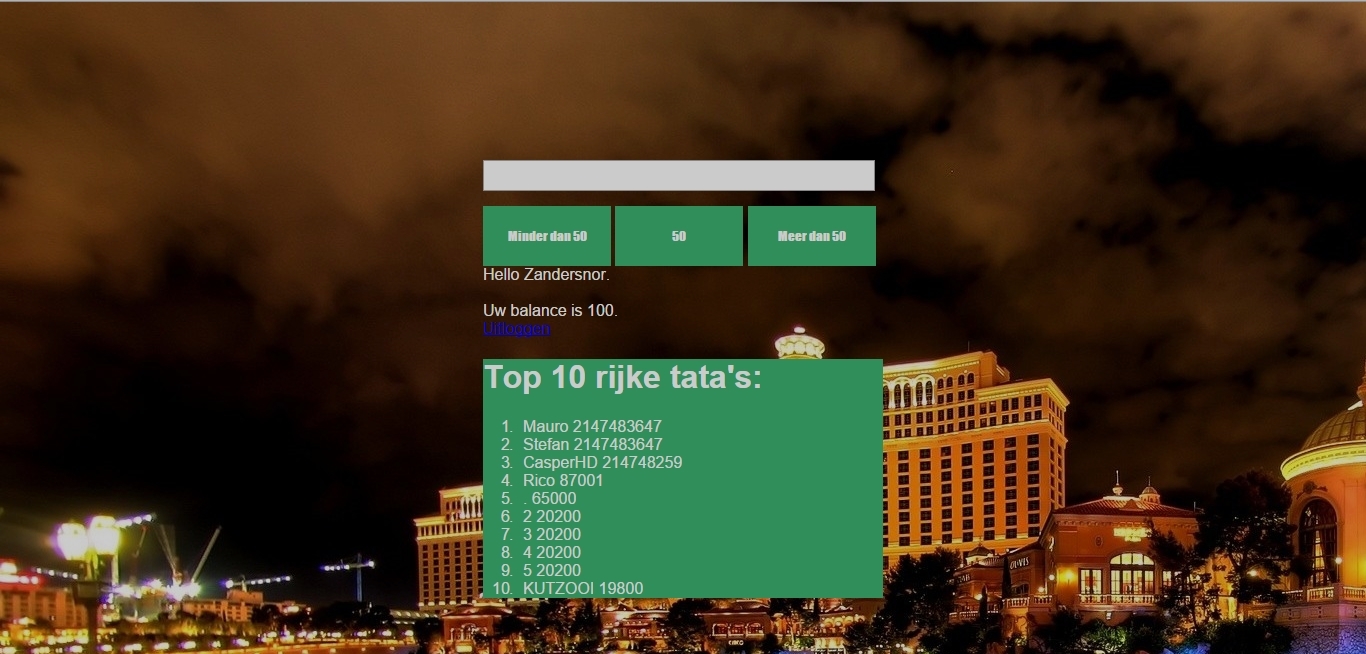 Minder dan 50
50
Meer dan 50
Hello Zandersnor.
Uw balance is 100.
Uitloggen
Top 10 rijke tata's:
1. Mauro 2147483647
2. Stefan 2147483647
3. CasperHD 214748259
4. Rico 87001
5. . 65000
6. 2 20200
7. 3 20200
8. 4 20200
9. 5 20200
10. KUTZOOI 19800